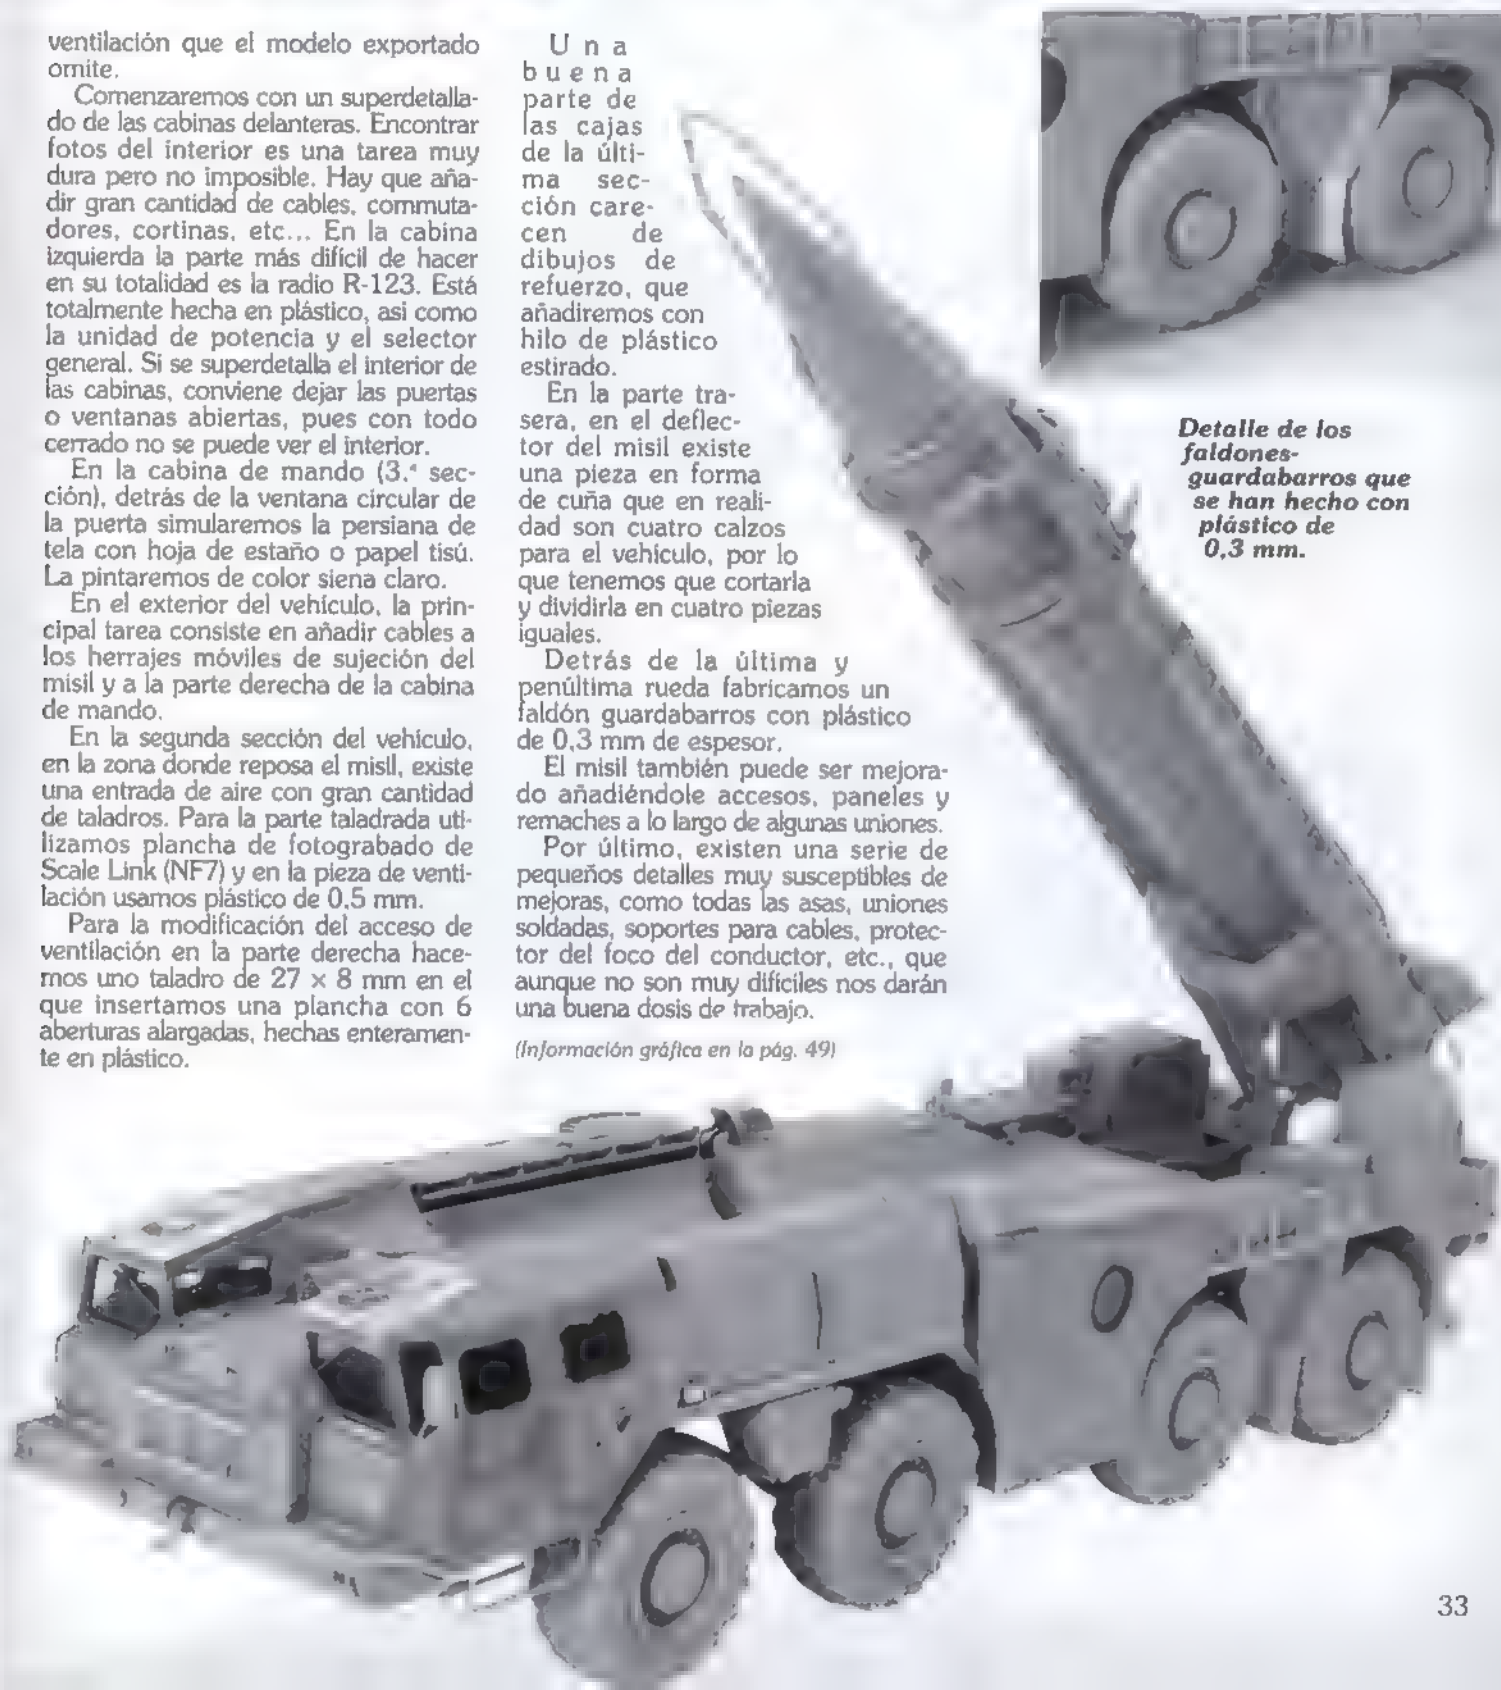 ventilación que el modelo exportado
omite.
Comenzaremos con un superdetalla-
do de las cabinas delanteras. Encontrar
fotos del interior es una tarea muy
dura pero no imposible. Hay que aña-
dir gran cantidad de cables, commuta-
dores, cortinas, etc... En la cabina
izquierda la parte más difícil de hacer
en su totalidad es la radio R-123. Está
totalmente hecha en plástico, asi como
la unidad de potencia y el selector
general. Si se superdetalla el interior de
las cabinas, conviene dejar las puertas
o ventanas abiertas, pues con todo
cerrado no se puede ver el interior.
En la cabina de mando (3.ª sec-
ción), detrás de la ventana circular de
la puerta simularemos la persiana de
tela con hoja de estaño o papel tisú.
La pintaremos de color siena claro.
En el exterior del vehículo, la prin-
cipal tarea consiste en añadir cables a
los herrajes móviles de sujeción del
misil y a la parte derecha de la cabina
de mando.
En la segunda sección del vehículo,
en la zona donde reposa el misil, existe
una entrada de aire con gran cantidad
de taladros. Para la parte taladrada uti-
lizamos plancha de fotograbado de
Scale Link (NF7) y en la pieza de venti-
lación usamos plástico de 0,5 mm.
Para la modificación del acceso de
ventilación en la parte derecha hace-
mos uno taladro de 27 x 8 mm en el
que insertamos una plancha con 6
aberturas alargadas, hechas enteramen-
te en plástico.
Una
buena
parte de
las cajas
de la últi-
ma sec-
ción care-
cen de
dibujos de
refuerzo, que
añadiremos con
hilo de plástico
estirado.
En la parte tra-
sera, en el deflec-
tor del misil existe
una pieza en forma
de cuña que en reali-
dad son cuatro calzos
para el vehículo, por lo
que tenemos que cortarla
y dividirla en cuatro piezas
iguales.
Detrás de la última y
penúltima rueda fabricamos un
faldón guardabarros con plástico
de 0,3 mm de espesor.
El misil también puede ser mejora-
do añadiéndole accesos, paneles y
remaches a lo largo de algunas uniones.
Por último, existen una serie de
pequeños detalles muy susceptibles de
mejoras, como todas las asas, uniones
soldadas, soportes para cables, protec-
tor del foco del conductor, etc., que
aunque no son muy difíciles nos darán
una buena dosis de trabajo.
(Información gráfica en la pág. 49)
Detalle de los
faldones-
guardabarros que
se han hecho con
plástico de
0,3 mm.
33